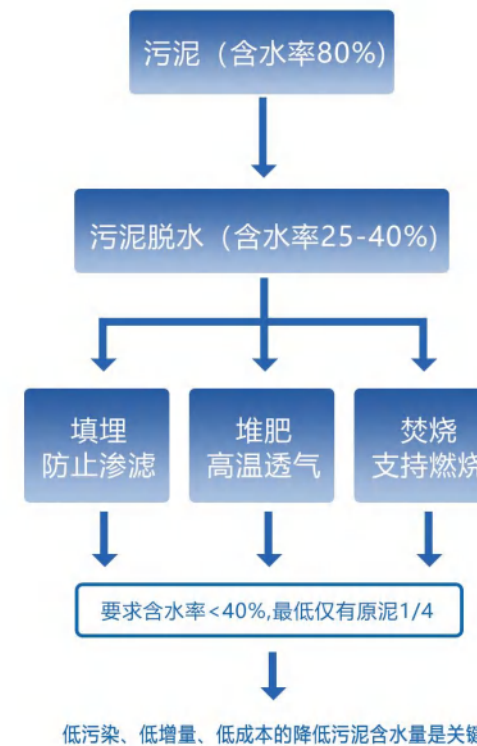 污泥（含水率80%)
污泥脱水（含水率25-40%)
填埋
防止渗滤
堆肥
高温透气
焚烧
支持燃烧
要求含水率<40%,最低仅有原泥1/4
低污染、低增量、低成本的降低污泥含水量是关键